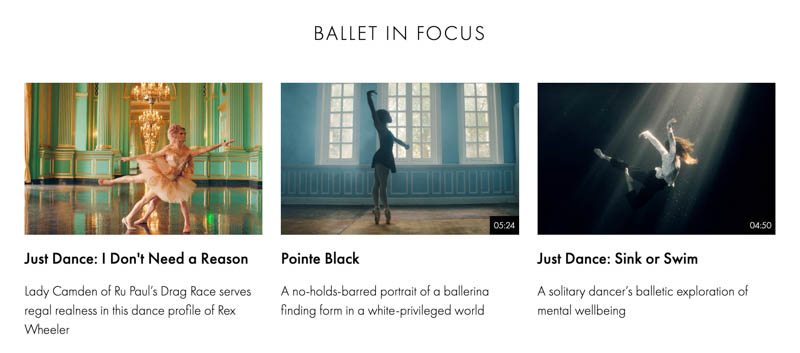 BALLET IN FOCUS
05:24
04:50
Just Dance: I Don't Need a Reason
Lady Camden of Ru Paul's Drag Race serves
regal realness in this dance profile of Rex
Wheeler
Pointe Black
A no-holds-barred portrait of a ballerina
finding form in a white-privileged world
Just Dance: Sink or Swim
A solitary dancer's balletic exploration of
mental wellbeing